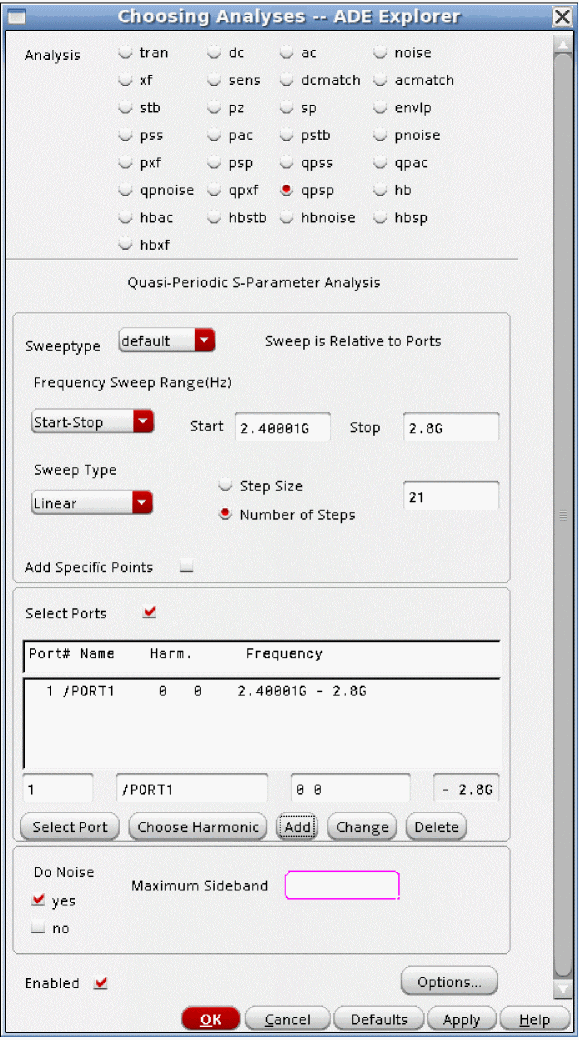 Choosing Analyses -- ADE Explorer
Analysis tran dc ac noise
xf sens dcmatch acmatch
stb pz sp envlp
pss pac pstb pnoise
pxf psp qpss qpac
qpnoise qpxf qpsp hb
hbac hbstb hbnoise hbsp
hbxf
Quasi-Periodic S-Parameter Analysis
Sweeptype default Sweep is Relative to Ports
Frequency Sweep Range(Hz)
Start-Stop Start 2.40001G Stop 2.8G
Sweep Type
Linear Step Size 21
Number of Steps
Add Specific Points
Select Ports
Port# Name Harm. Frequency
1 /PORT1 0 0 2.40001G - 2.8G
1 /PORT1 0 0 - 2.8G
Select Port Choose Harmonic Add Change Delete
Do Noise
Maximum Sideband
yes
no
Enabled Options...
OK Cancel Defaults Apply Help